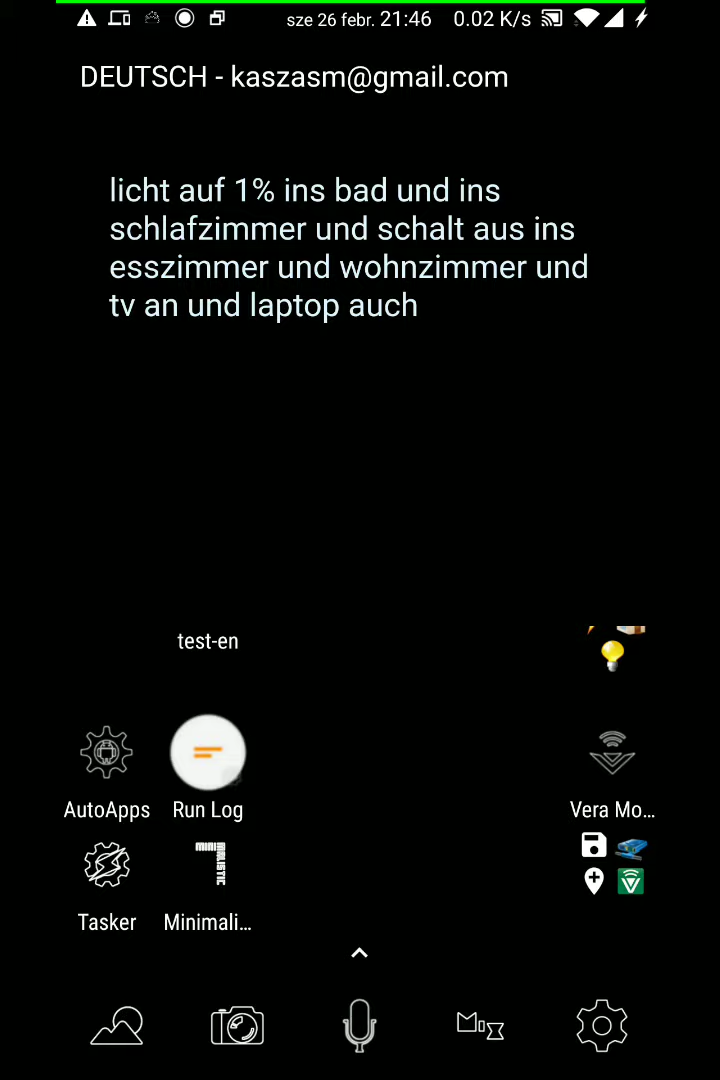 sze 26 febr. 21:46 0.02 K/s
DEUTSCH - kaszasm@gmail.com
licht auf 1% ins bad und ins
schlafzimmer und schalt aus ins
esszimmer und wohnzimmer und
tv an und laptop auch
test-en
AutoApps Run Log Vera Mo...
Tasker Minimali...